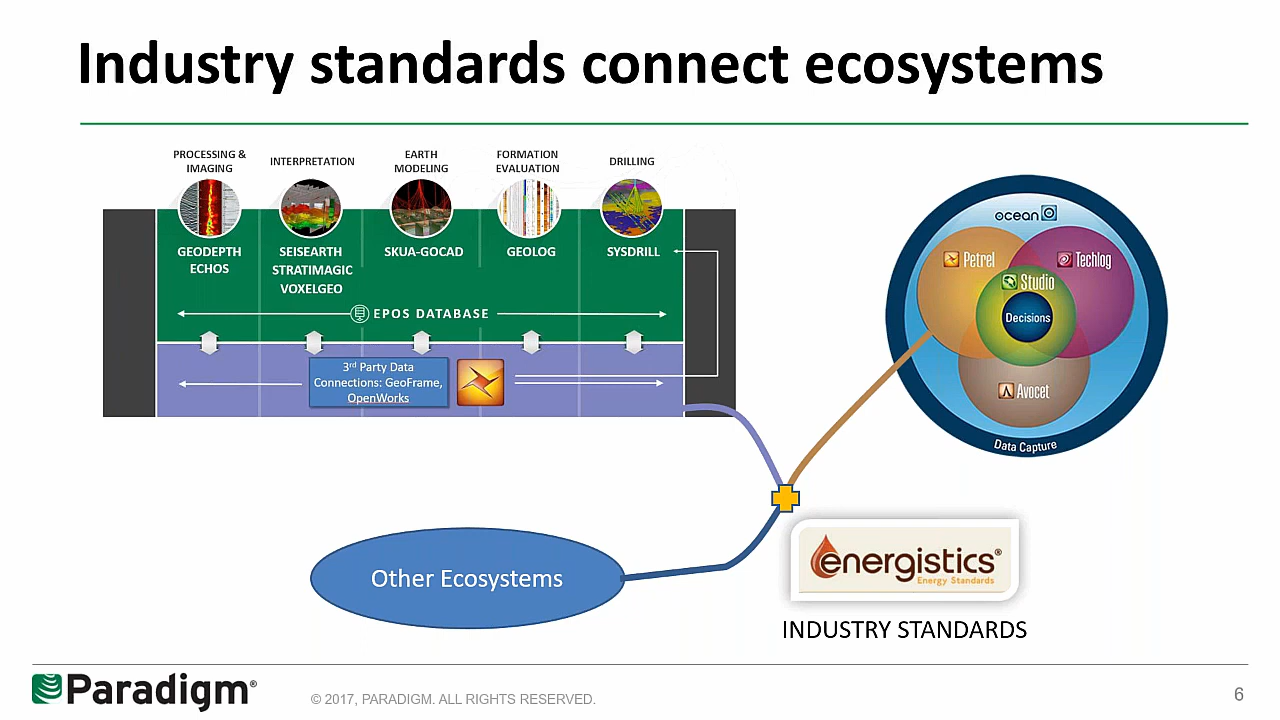 Industry standards connect ecosystems
PROCESSING &
IMAGING
INTERPRETATION
EARTH
MODELING
FORMATION
EVALUATION
DRILLING
GEODEPTH
ECHOS
SEISEARTH
STRATIMAGIC
VOXELGEO
SKUA-GOCAD
GEOLOG
SYSDRILL
EPOS DATABASE
3rd Party Data
Connections: GeoFrame,
OpenWorks
ocean
Petrel
Techlog
Studio
Decisions
Avocet
Data Capture
Other Ecosystems
energistics®
Energy Standards
INDUSTRY STANDARDS
Paradigm®
© 2017, PARADIGM. ALL RIGHTS RESERVED.
6